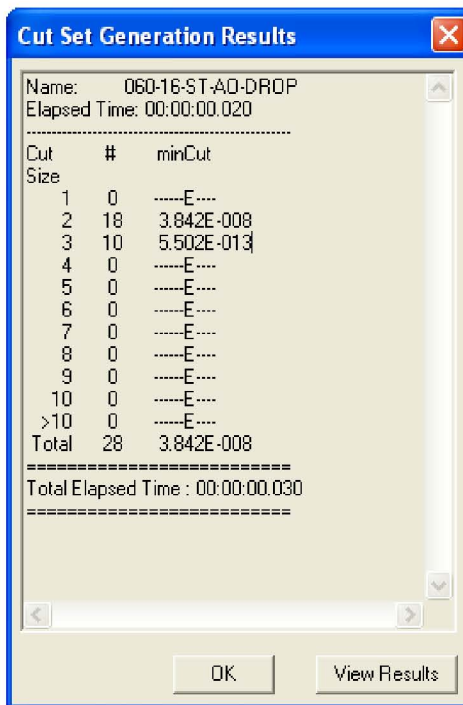 Cut Set Generation Results
Name: 060-16-ST-AO-DROP
Elapsed Time: 00:00:00.020
--------------------------------------------------
Cut # minCut
Size
1 0 ------E----
2 18 3.842E-008
3 10 5.502E-013
4 0 ------E----
5 0 ------E----
6 0 ------E----
7 0 ------E----
8 0 ------E----
9 0 ------E----
10 0 ------E----
>10 0 ------E----
Total 28 3.842E-008
===========================
Total Elapsed Time : 00:00:00.030
===========================
OK View Results